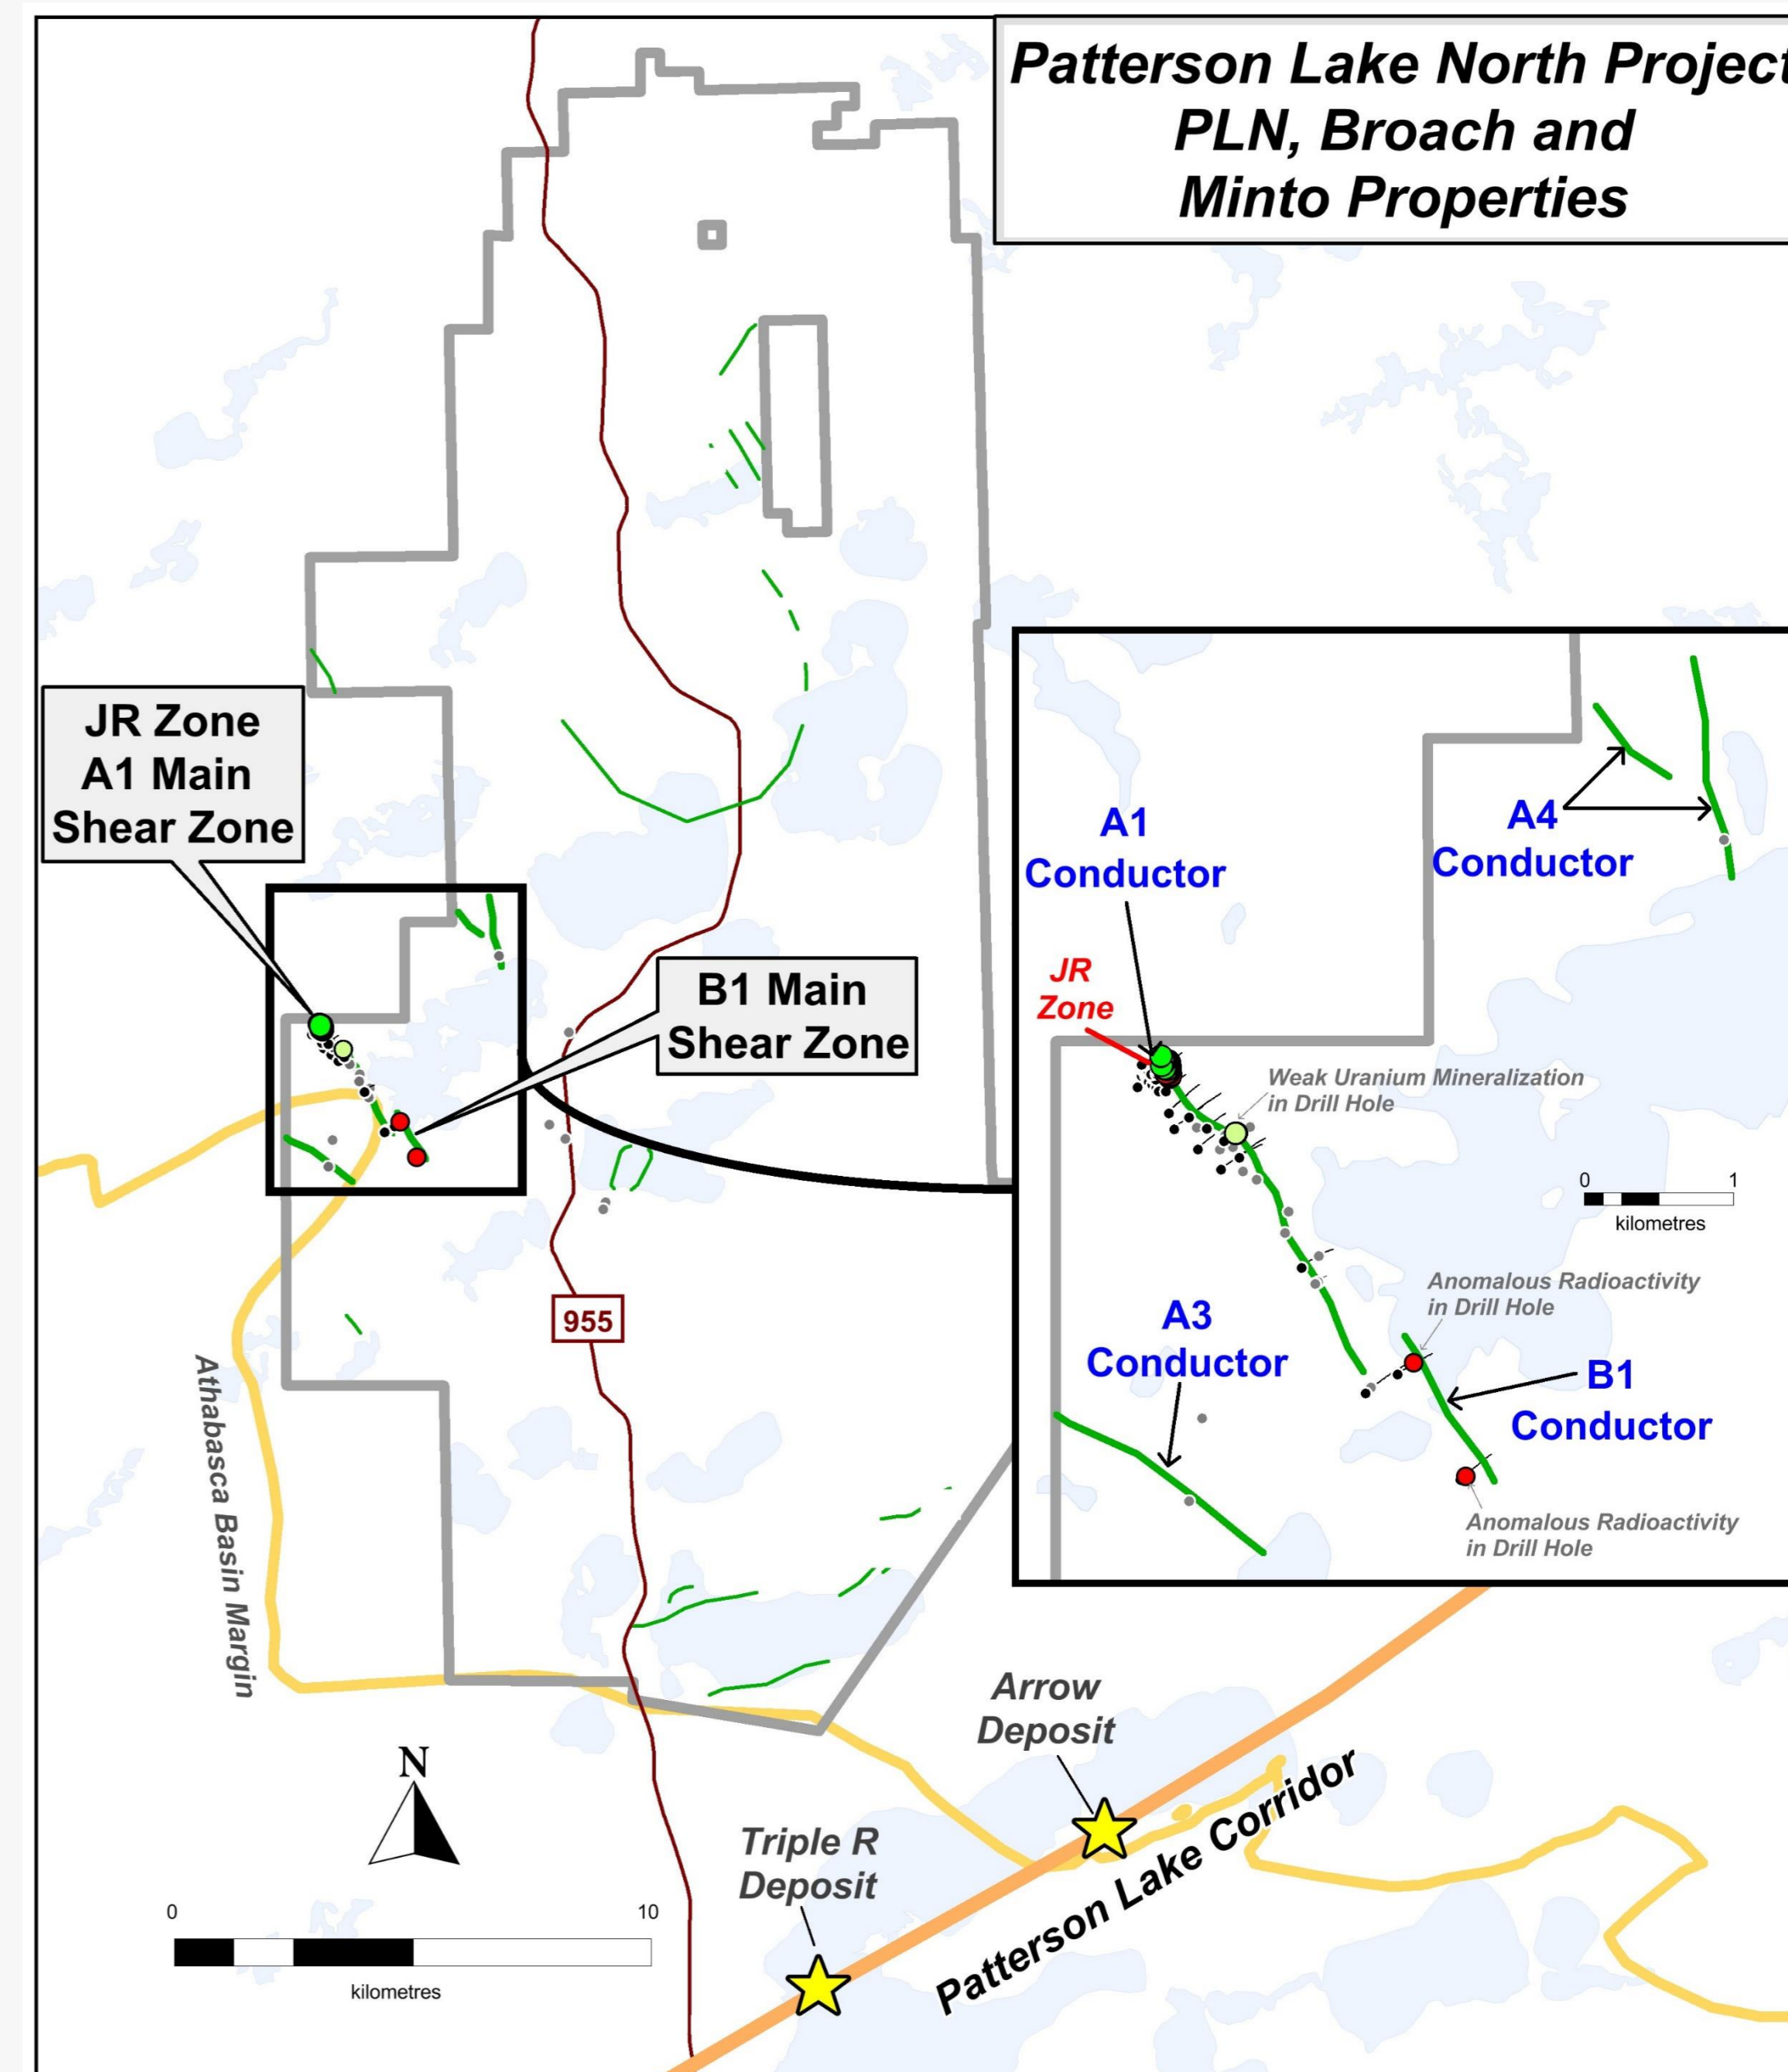 Patterson Lake North Project
PLN, Broach and
Minto Properties
JR Zone
A1 Main
Shear Zone
B1 Main
Shear Zone
955
Athabasca Basin Margin
N
0 10
kilometres
Triple R
Deposit
Arrow
Deposit
Patterson Lake Corridor
A1
Conductor
A4
Conductor
JR
Zone
Weak Uranium Mineralization
in Drill Hole
0 1
kilometres
Anomalous Radioactivity
in Drill Hole
A3
Conductor
B1
Conductor
Anomalous Radioactivity
in Drill Hole